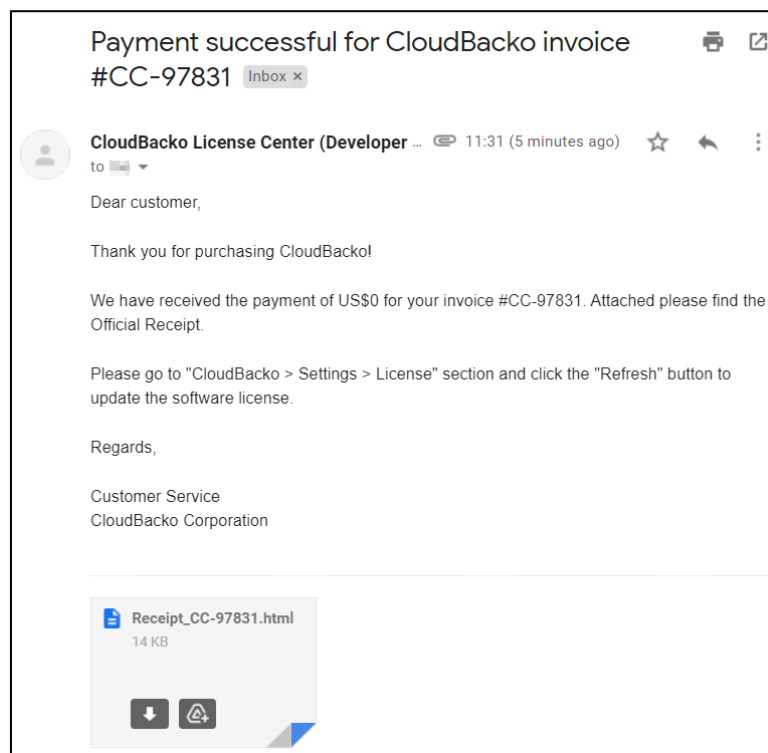 Payment successful for CloudBacko invoice
#CC-97831 Inbox ×
CloudBacko License Center (Developer ... 11:31 (5 minutes ago)
to
Dear customer,
Thank you for purchasing CloudBacko!
We have received the payment of US$0 for your invoice #CC-97831. Attached please find the
Official Receipt.
Please go to "CloudBacko > Settings > License" section and click the "Refresh" button to
update the software license.
Regards,
Customer Service
CloudBacko Corporation
Receipt_CC-97831.html
14 KB